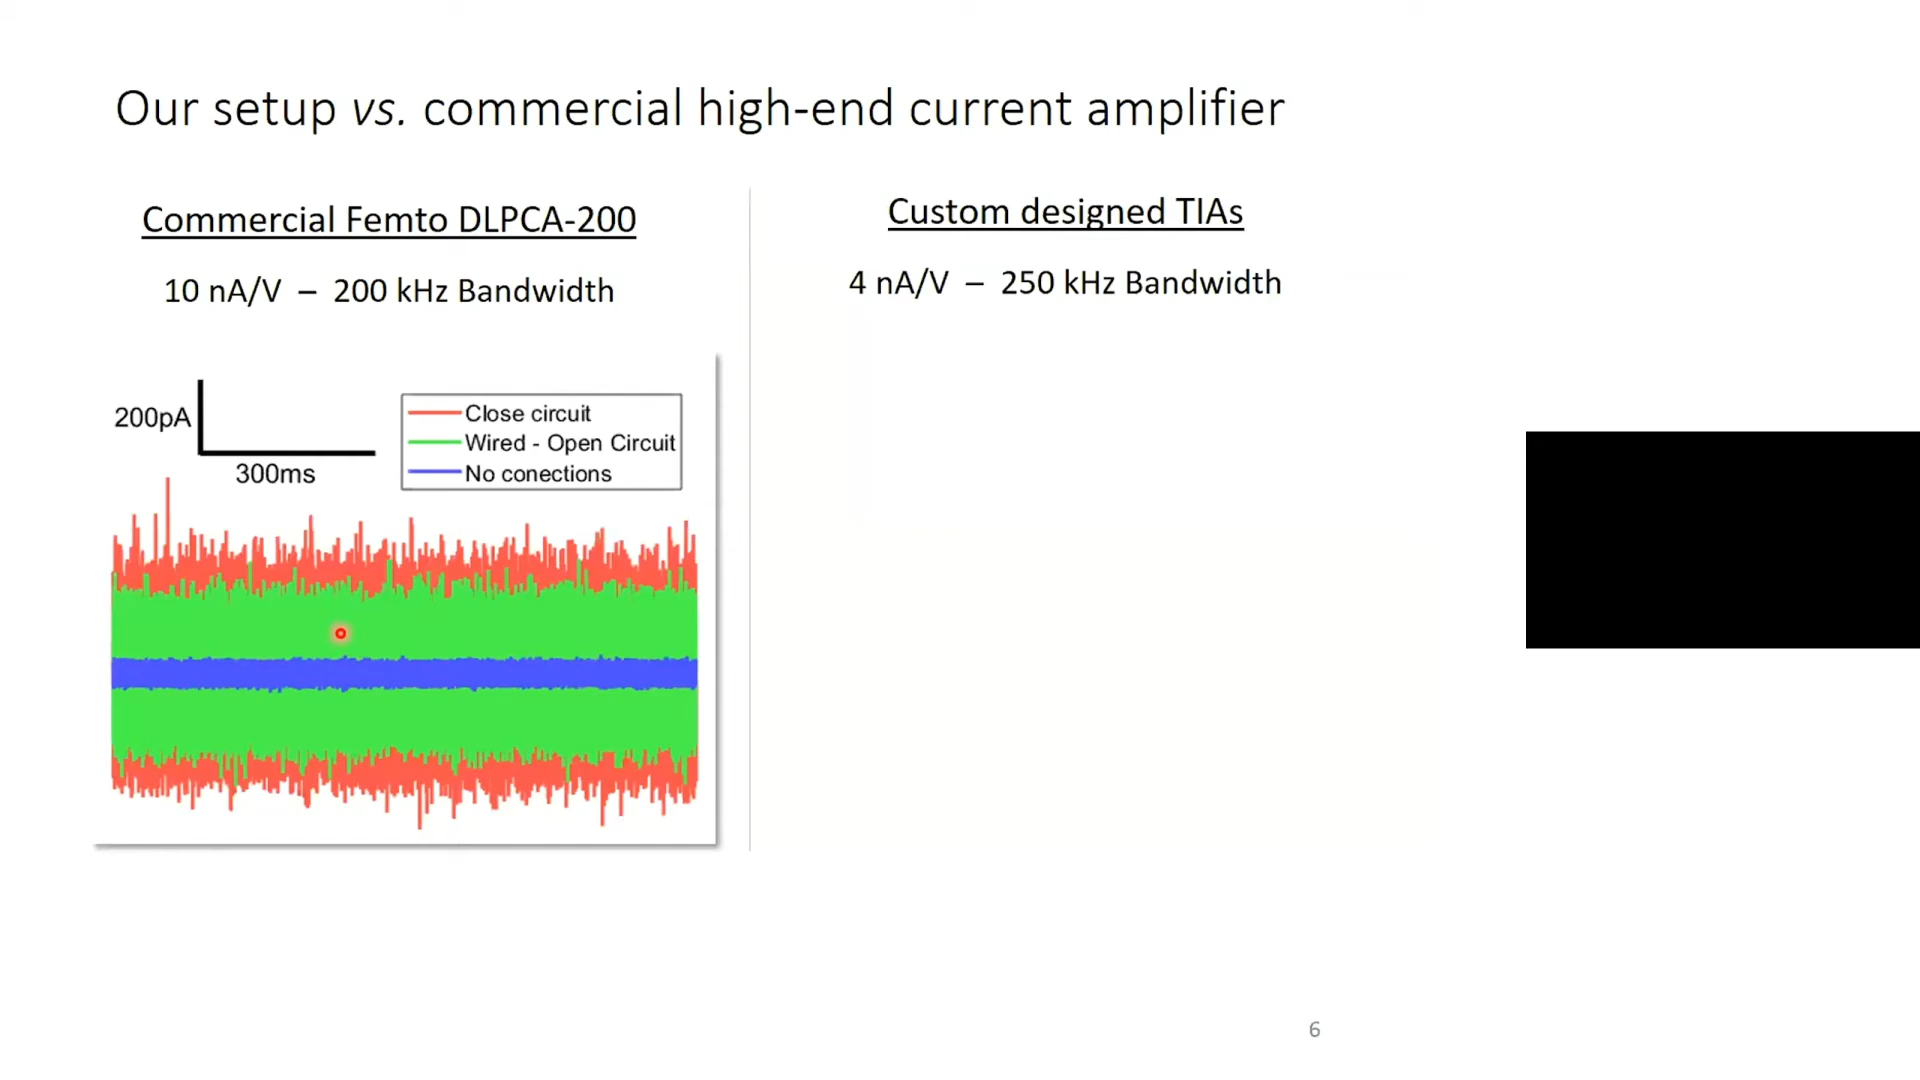 Our setup vs. commercial high-end current amplifier
Commercial Femto DLPCA-200
10 nA/V – 200 kHz Bandwidth
200pA
300ms
Close circuit
Wired - Open Circuit
No conections
Custom designed TIAs
4 nA/V – 250 kHz Bandwidth
6